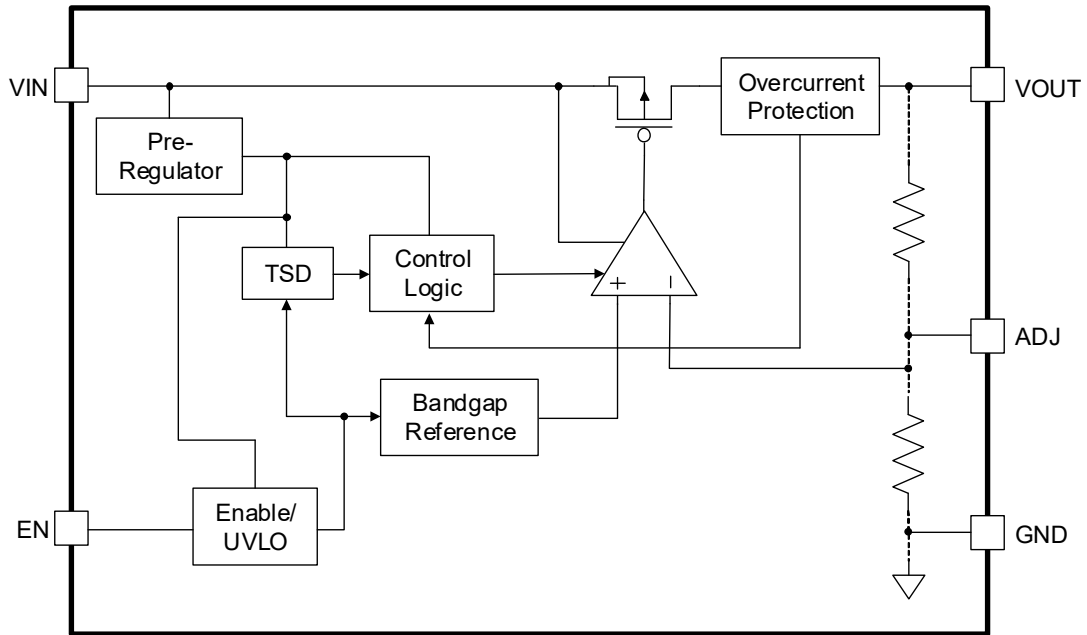 VIN
Overcurrent
Protection
VOUT
Pre-
Regulator
TSD
Control
Logic
+
−
ADJ
Bandgap
Reference
EN
Enable/
UVLO
GND